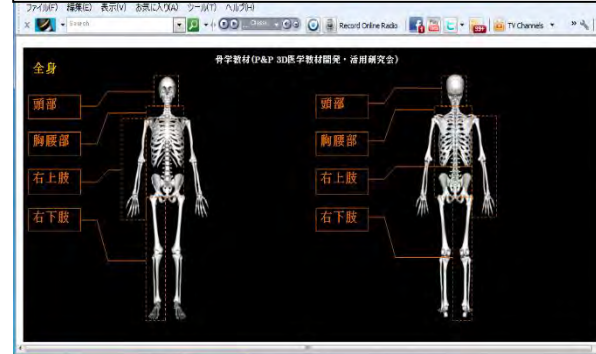 ファイル(F) 編集(E) 表示(V) お気に入り(A) ツール(T) ヘルプ(H)
Search Record Online Radio TV Channels
骨学教材(P&P 3D医学教材開発・活用研究会)
全身
頭部
胸腰部
右上肢
右下肢
頭部
胸腰部
右上肢
右下肢